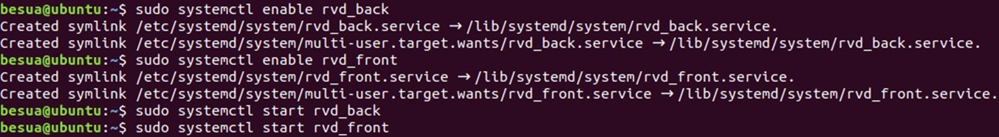 besua@ubuntu:~$ sudo systemctl enable rvd_back
Created symlink /etc/systemd/system/rvd_back.service → /lib/systemd/system/rvd_back.service.
Created symlink /etc/systemd/system/multi-user.target.wants/rvd_back.service → /lib/systemd/system/rvd_back.service.
besua@ubuntu:~$ sudo systemctl enable rvd_front
Created symlink /etc/systemd/system/rvd_front.service → /lib/systemd/system/rvd_front.service.
Created symlink /etc/systemd/system/multi-user.target.wants/rvd_front.service → /lib/systemd/system/rvd_front.service.
besua@ubuntu:~$ sudo systemctl start rvd_back
besua@ubuntu:~$ sudo systemctl start rvd_front